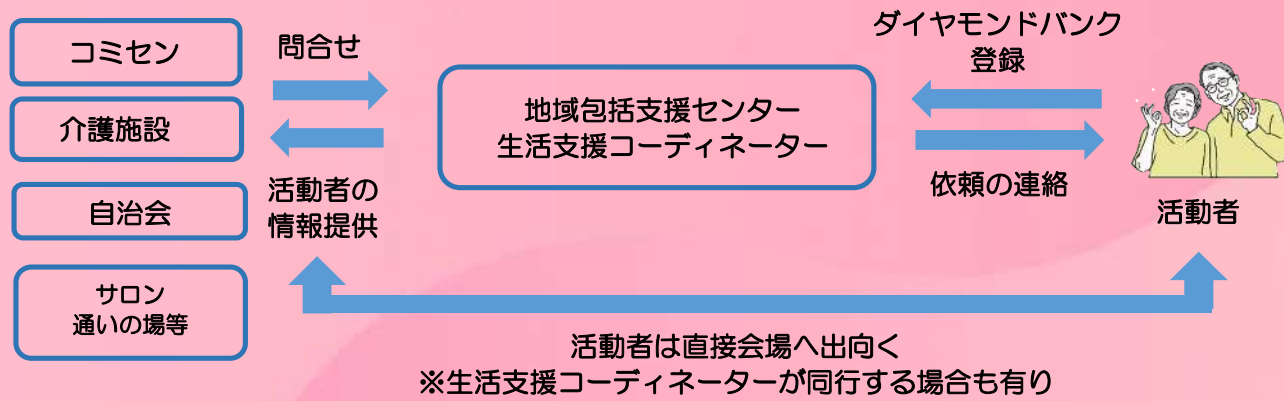 コミセン
介護施設
自治会
サロン
通いの場等
問合せ
活動者の
情報提供
地域包括支援センター
生活支援コーディネーター
ダイヤモンドバンク
登録
依頼の連絡
活動者
活動者は直接会場へ出向く
※生活支援コーディネーターが同行する場合も有り